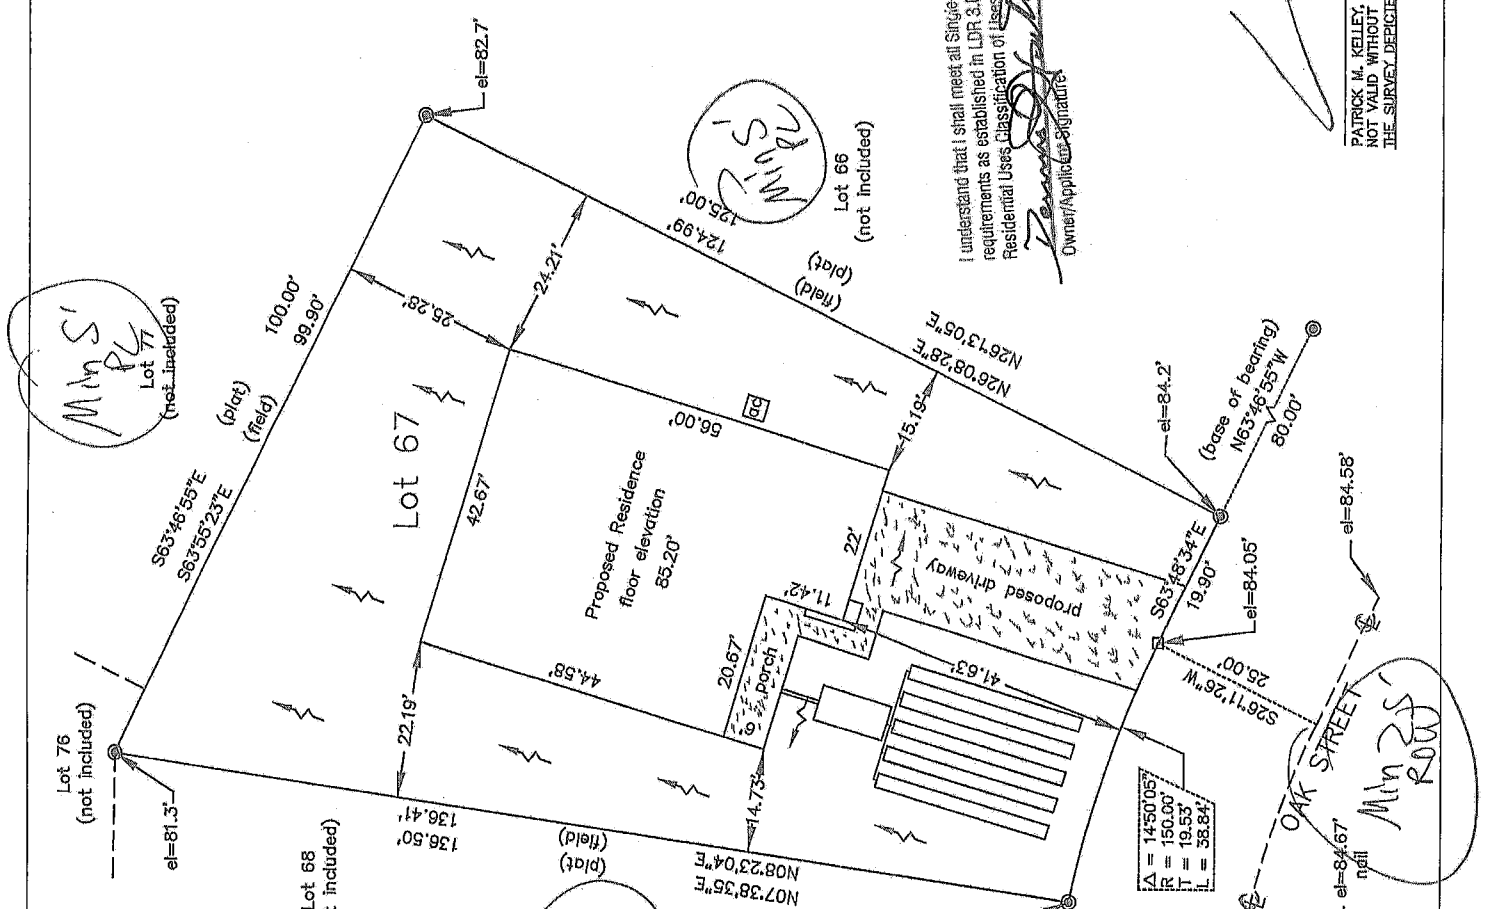 el=82.7'
I understand that I shall meet all Single
requirements as established in LDR 3.
Residential Uses Classification of Uses
Owner/Applicant Signature
PATRICK M. KELLEY,
NOT VALID WITHOUT
THE SURVEY DEPICTE
Min 5'
PL
Lot 66
(not included)
125.00'
124.99'
(plat)
(field)
N26°13'05"E
N26°08'28"E
Min 5'
PL
Lot 77
(not included)
100.00'
99.90'
(plat)
(field)
S63°46'55"E
S63°55'23"E
24.21'
25.28'
Lot 67
42.67'
56.00'
ac
Proposed Residence
floor elevation
85.20'
15.19'
el=84.2'
(base of bearing)
N63°46'55"W
80.00'
22'
11.42'
proposed driveway
S63°48'34"E
19.90'
el=84.05'
el=84.58'
20.67'
porch
6'
44.58'
41.63'
22.19'
14.73'
S26°11'26"W
25.00'
OAK STREET
Min 25'
ROW
el=84.67'
nail
Δ = 14°50'05"
R = 150.00'
T = 19.53'
L = 38.84'
Lot 76
(not included)
el=81.3'
Lot 68
t included)
136.41'
136.50'
(field)
(plat)
N08°23'04"E
N07°38'35"E